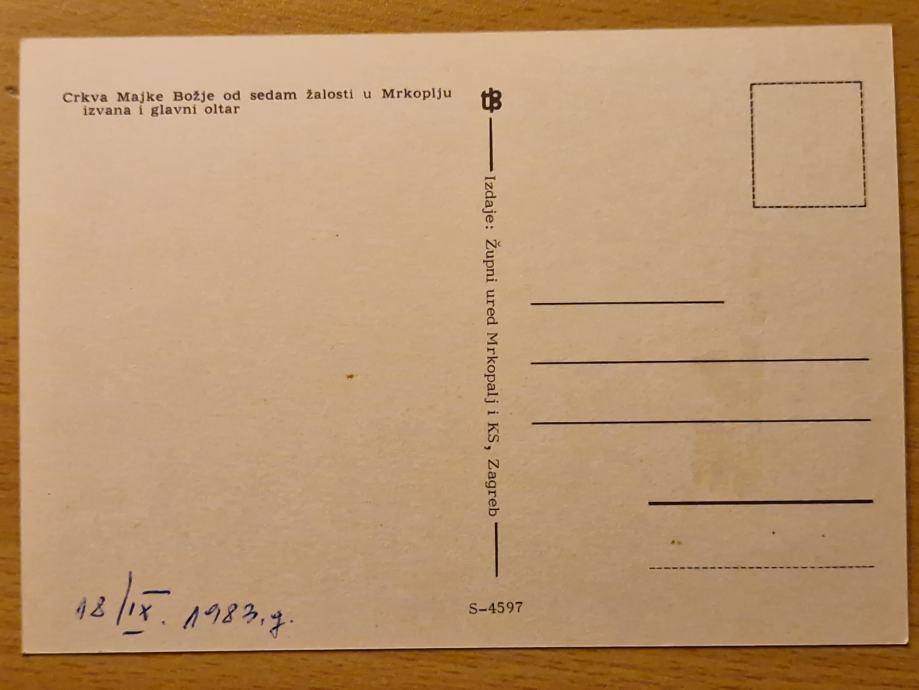 Crkva Majke Božje od sedam žalosti u Mrkoplju
izvana i glavni oltar
Izdaje: Župni ured Mrkopalj i KS, Zagreb
S-4597
18/IX. 1983. g.